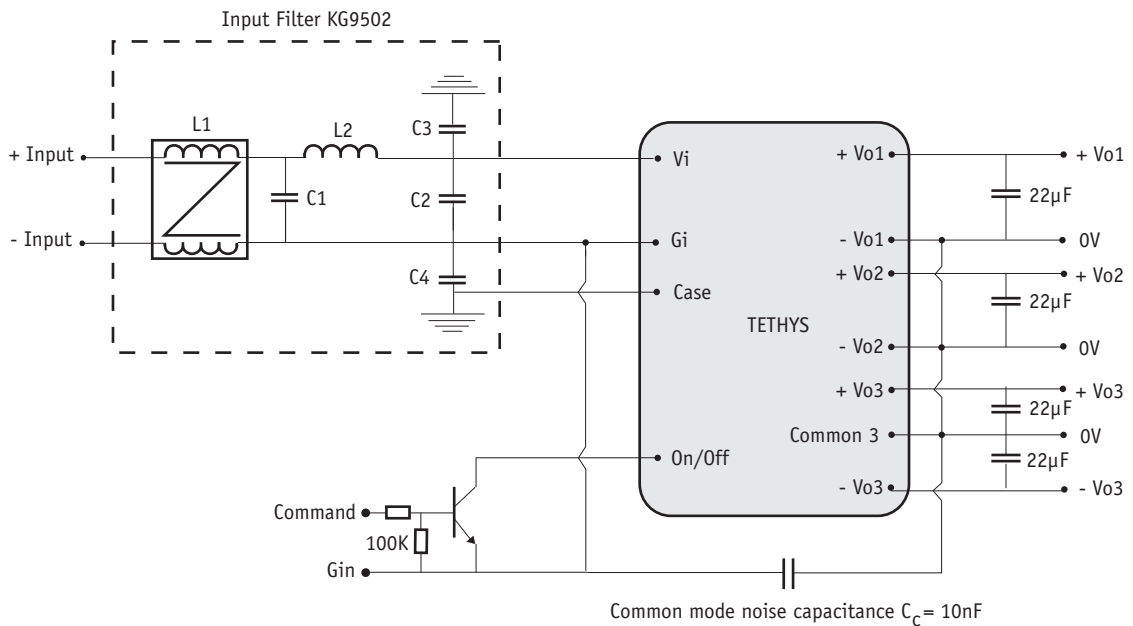 Input Filter KG9502
L1
L2
C3
+ Input
Vi
+ Vo1
+ Vo1
C1
C2
22µF
- Input
Gi
- Vo1
0V
C4
+ Vo2
+ Vo2
Case
22µF
TETHYS
- Vo2
0V
+ Vo3
+ Vo3
22µF
Common 3
0V
On/Off
22µF
- Vo3
- Vo3
Command
100K
Gin
Common mode noise capacitance CC= 10nF